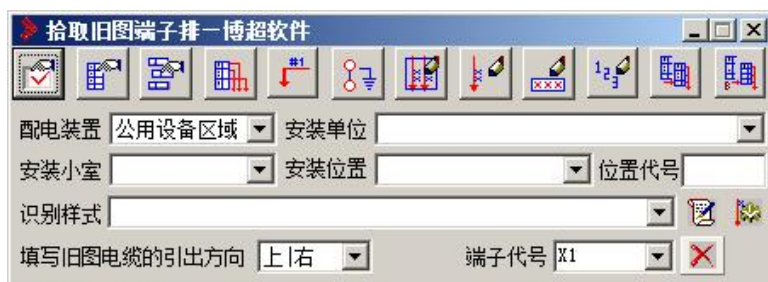 拾取旧图端子排—博超软件
#1
×××
1 2 3
B
配电装置 公用设备区域 安装单位
安装小室 安装位置 位置代号
识别样式
填写旧图电缆的引出方向 上|右 端子代号 X1